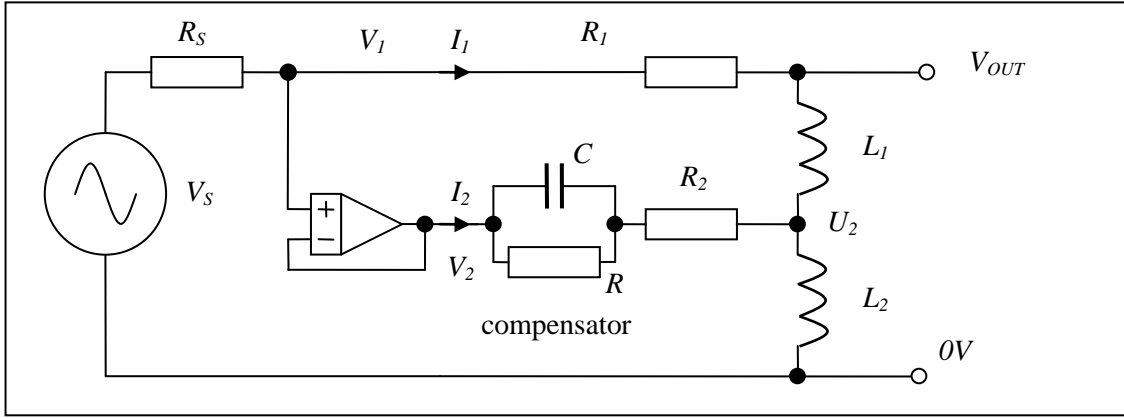 R_S V_1 I_1 R_1 V_OUT
C L_1
V_S + I_2 R_2 U_2
− V_2 R
L_2
compensator
0V